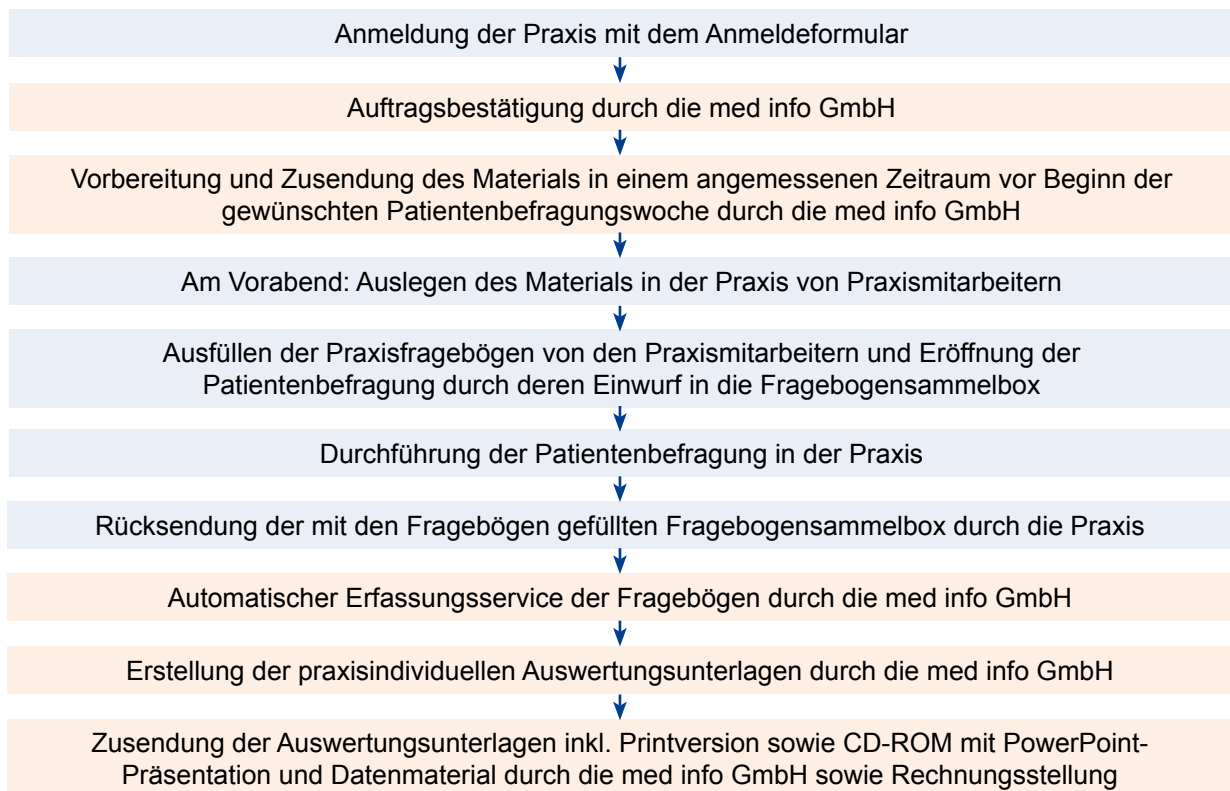 Anmeldung der Praxis mit dem Anmeldeformular
Auftragsbestätigung durch die med info GmbH
Vorbereitung und Zusendung des Materials in einem angemessenen Zeitraum vor Beginn der
gewünschten Patientenbefragungswoche durch die med info GmbH
Am Vorabend: Auslegen des Materials in der Praxis von Praxismitarbeitern
Ausfüllen der Praxisfragebögen von den Praxismitarbeitern und Eröffnung der
Patientenbefragung durch deren Einwurf in die Fragebogensammelbox
Durchführung der Patientenbefragung in der Praxis
Rücksendung der mit den Fragebögen gefüllten Fragebogensammelbox durch die Praxis
Automatischer Erfassungsservice der Fragebögen durch die med info GmbH
Erstellung der praxisindividuellen Auswertungsunterlagen durch die med info GmbH
Zusendung der Auswertungsunterlagen inkl. Printversion sowie CD-ROM mit PowerPoint-
Präsentation und Datenmaterial durch die med info GmbH sowie Rechnungsstellung